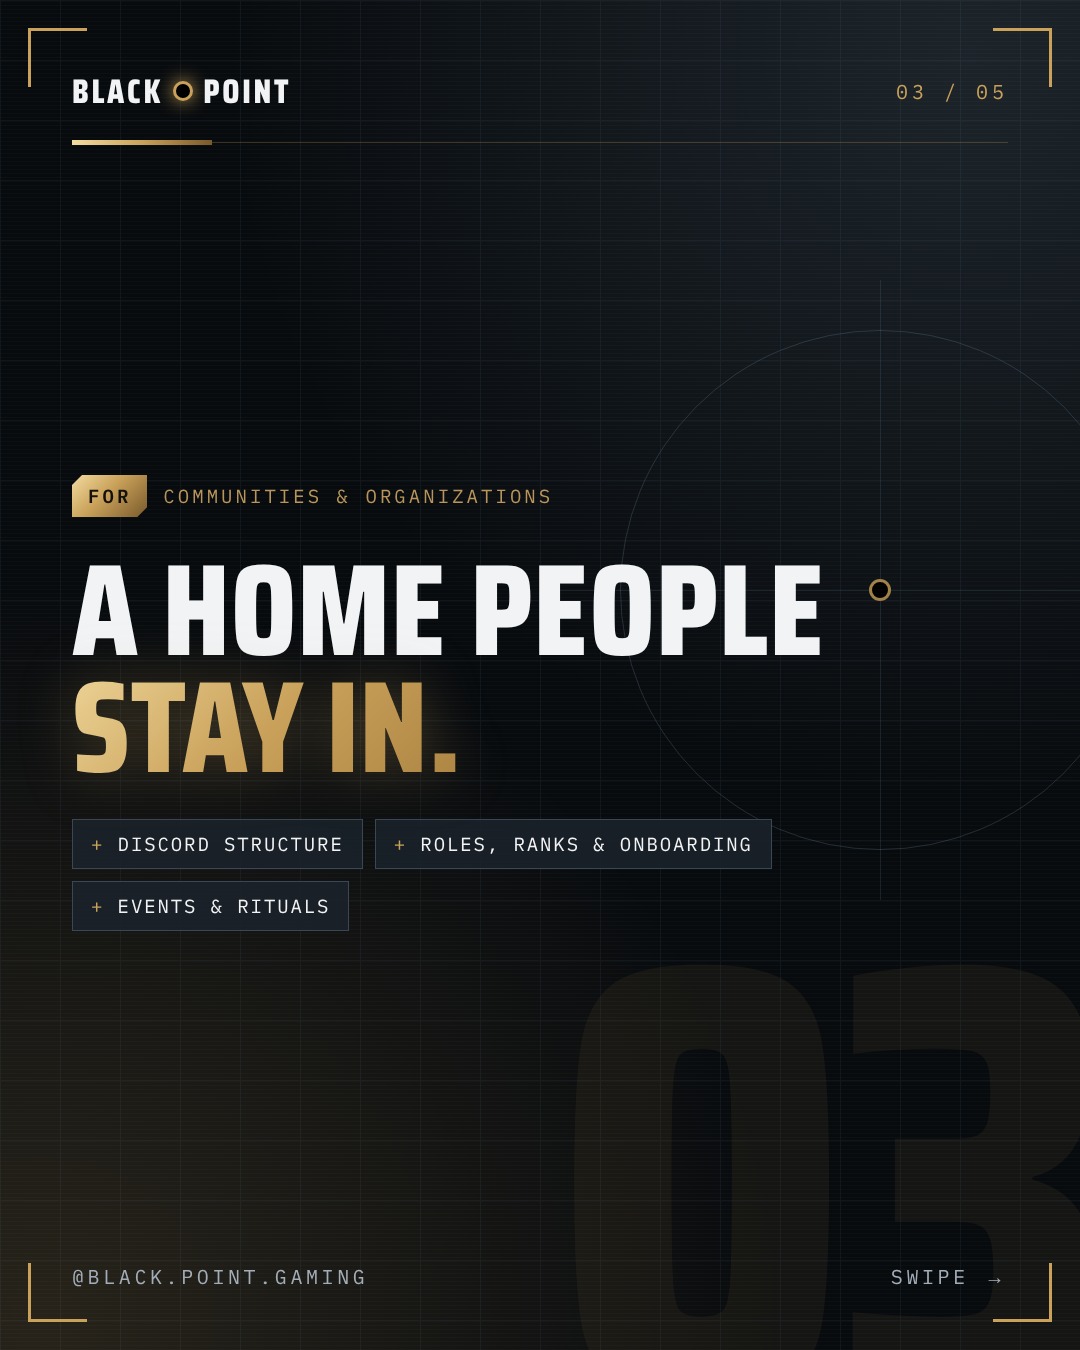 BLACK POINT
03 / 05
FOR COMMUNITIES & ORGANIZATIONS
A HOME PEOPLE
STAY IN.
+ DISCORD STRUCTURE
+ ROLES, RANKS & ONBOARDING
+ EVENTS & RITUALS
03
@BLACK.POINT.GAMING
SWIPE →